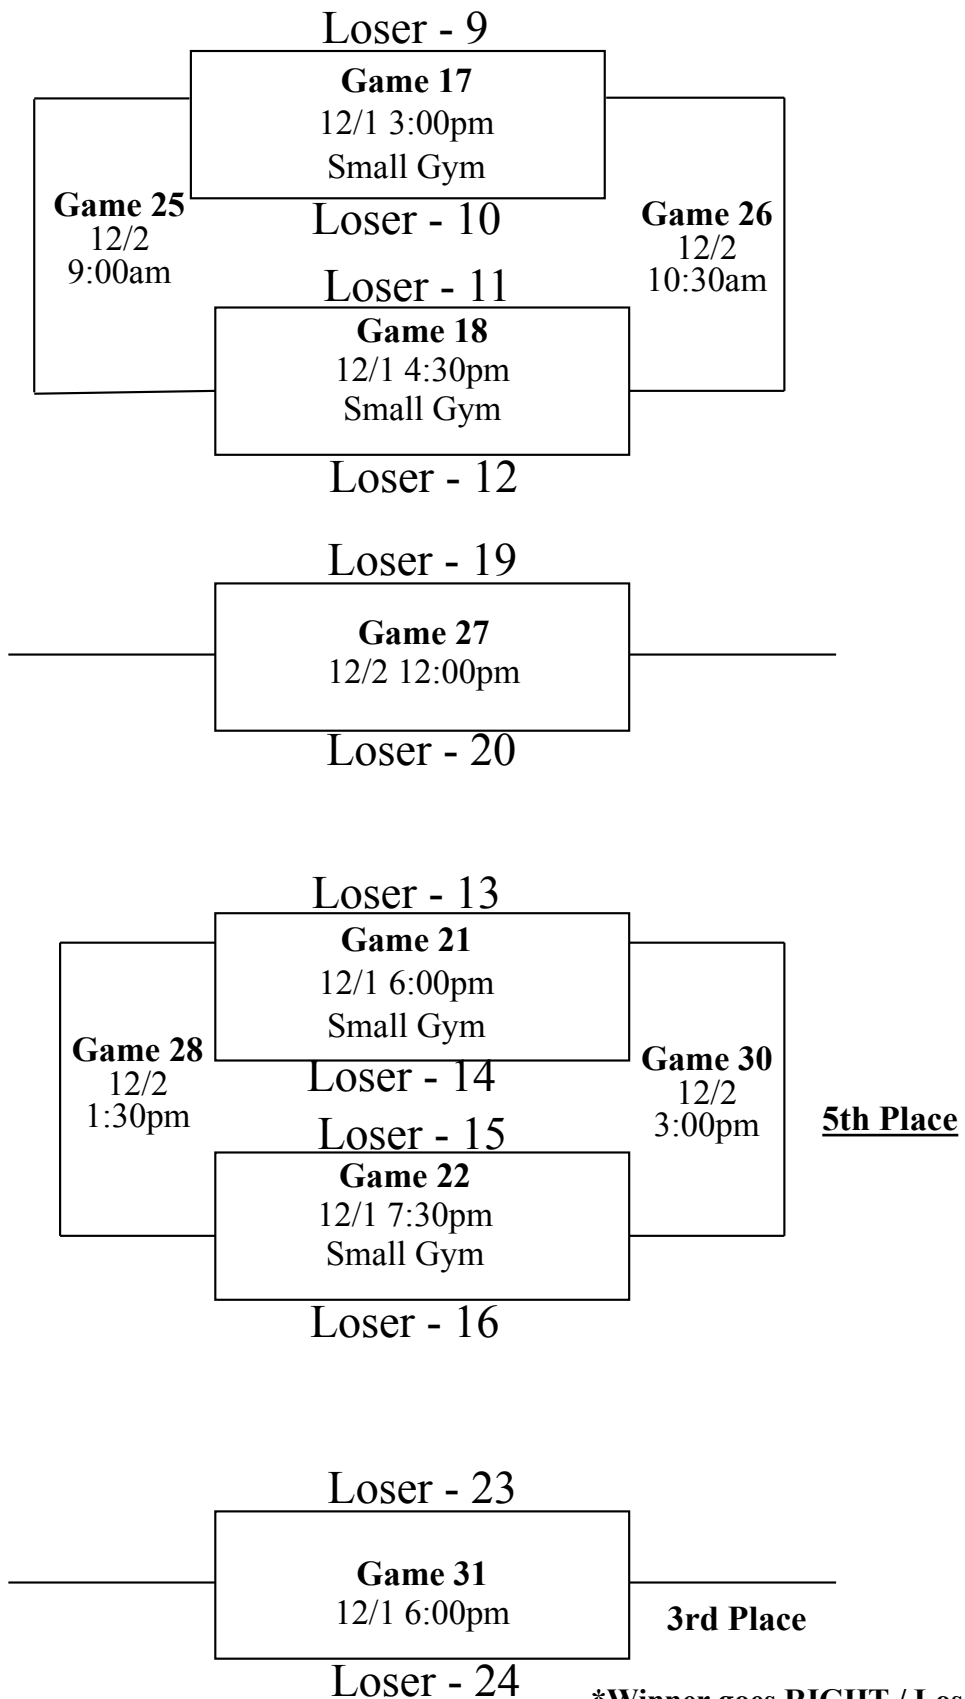 Loser - 9
Game 17
12/1 3:00pm
Small Gym
Loser - 10
Game 25
12/2
9:00am
Game 26
12/2
10:30am
Loser - 11
Game 18
12/1 4:30pm
Small Gym
Loser - 12
Loser - 19
Game 27
12/2 12:00pm
Loser - 20
Loser - 13
Game 21
12/1 6:00pm
Small Gym
Loser - 14
Game 28
12/2
1:30pm
Game 30
12/2
3:00pm
5th Place
Loser - 15
Game 22
12/1 7:30pm
Small Gym
Loser - 16
Loser - 23
Game 31
12/1 6:00pm
3rd Place
Loser - 24
*Winner goes RIGHT / Los